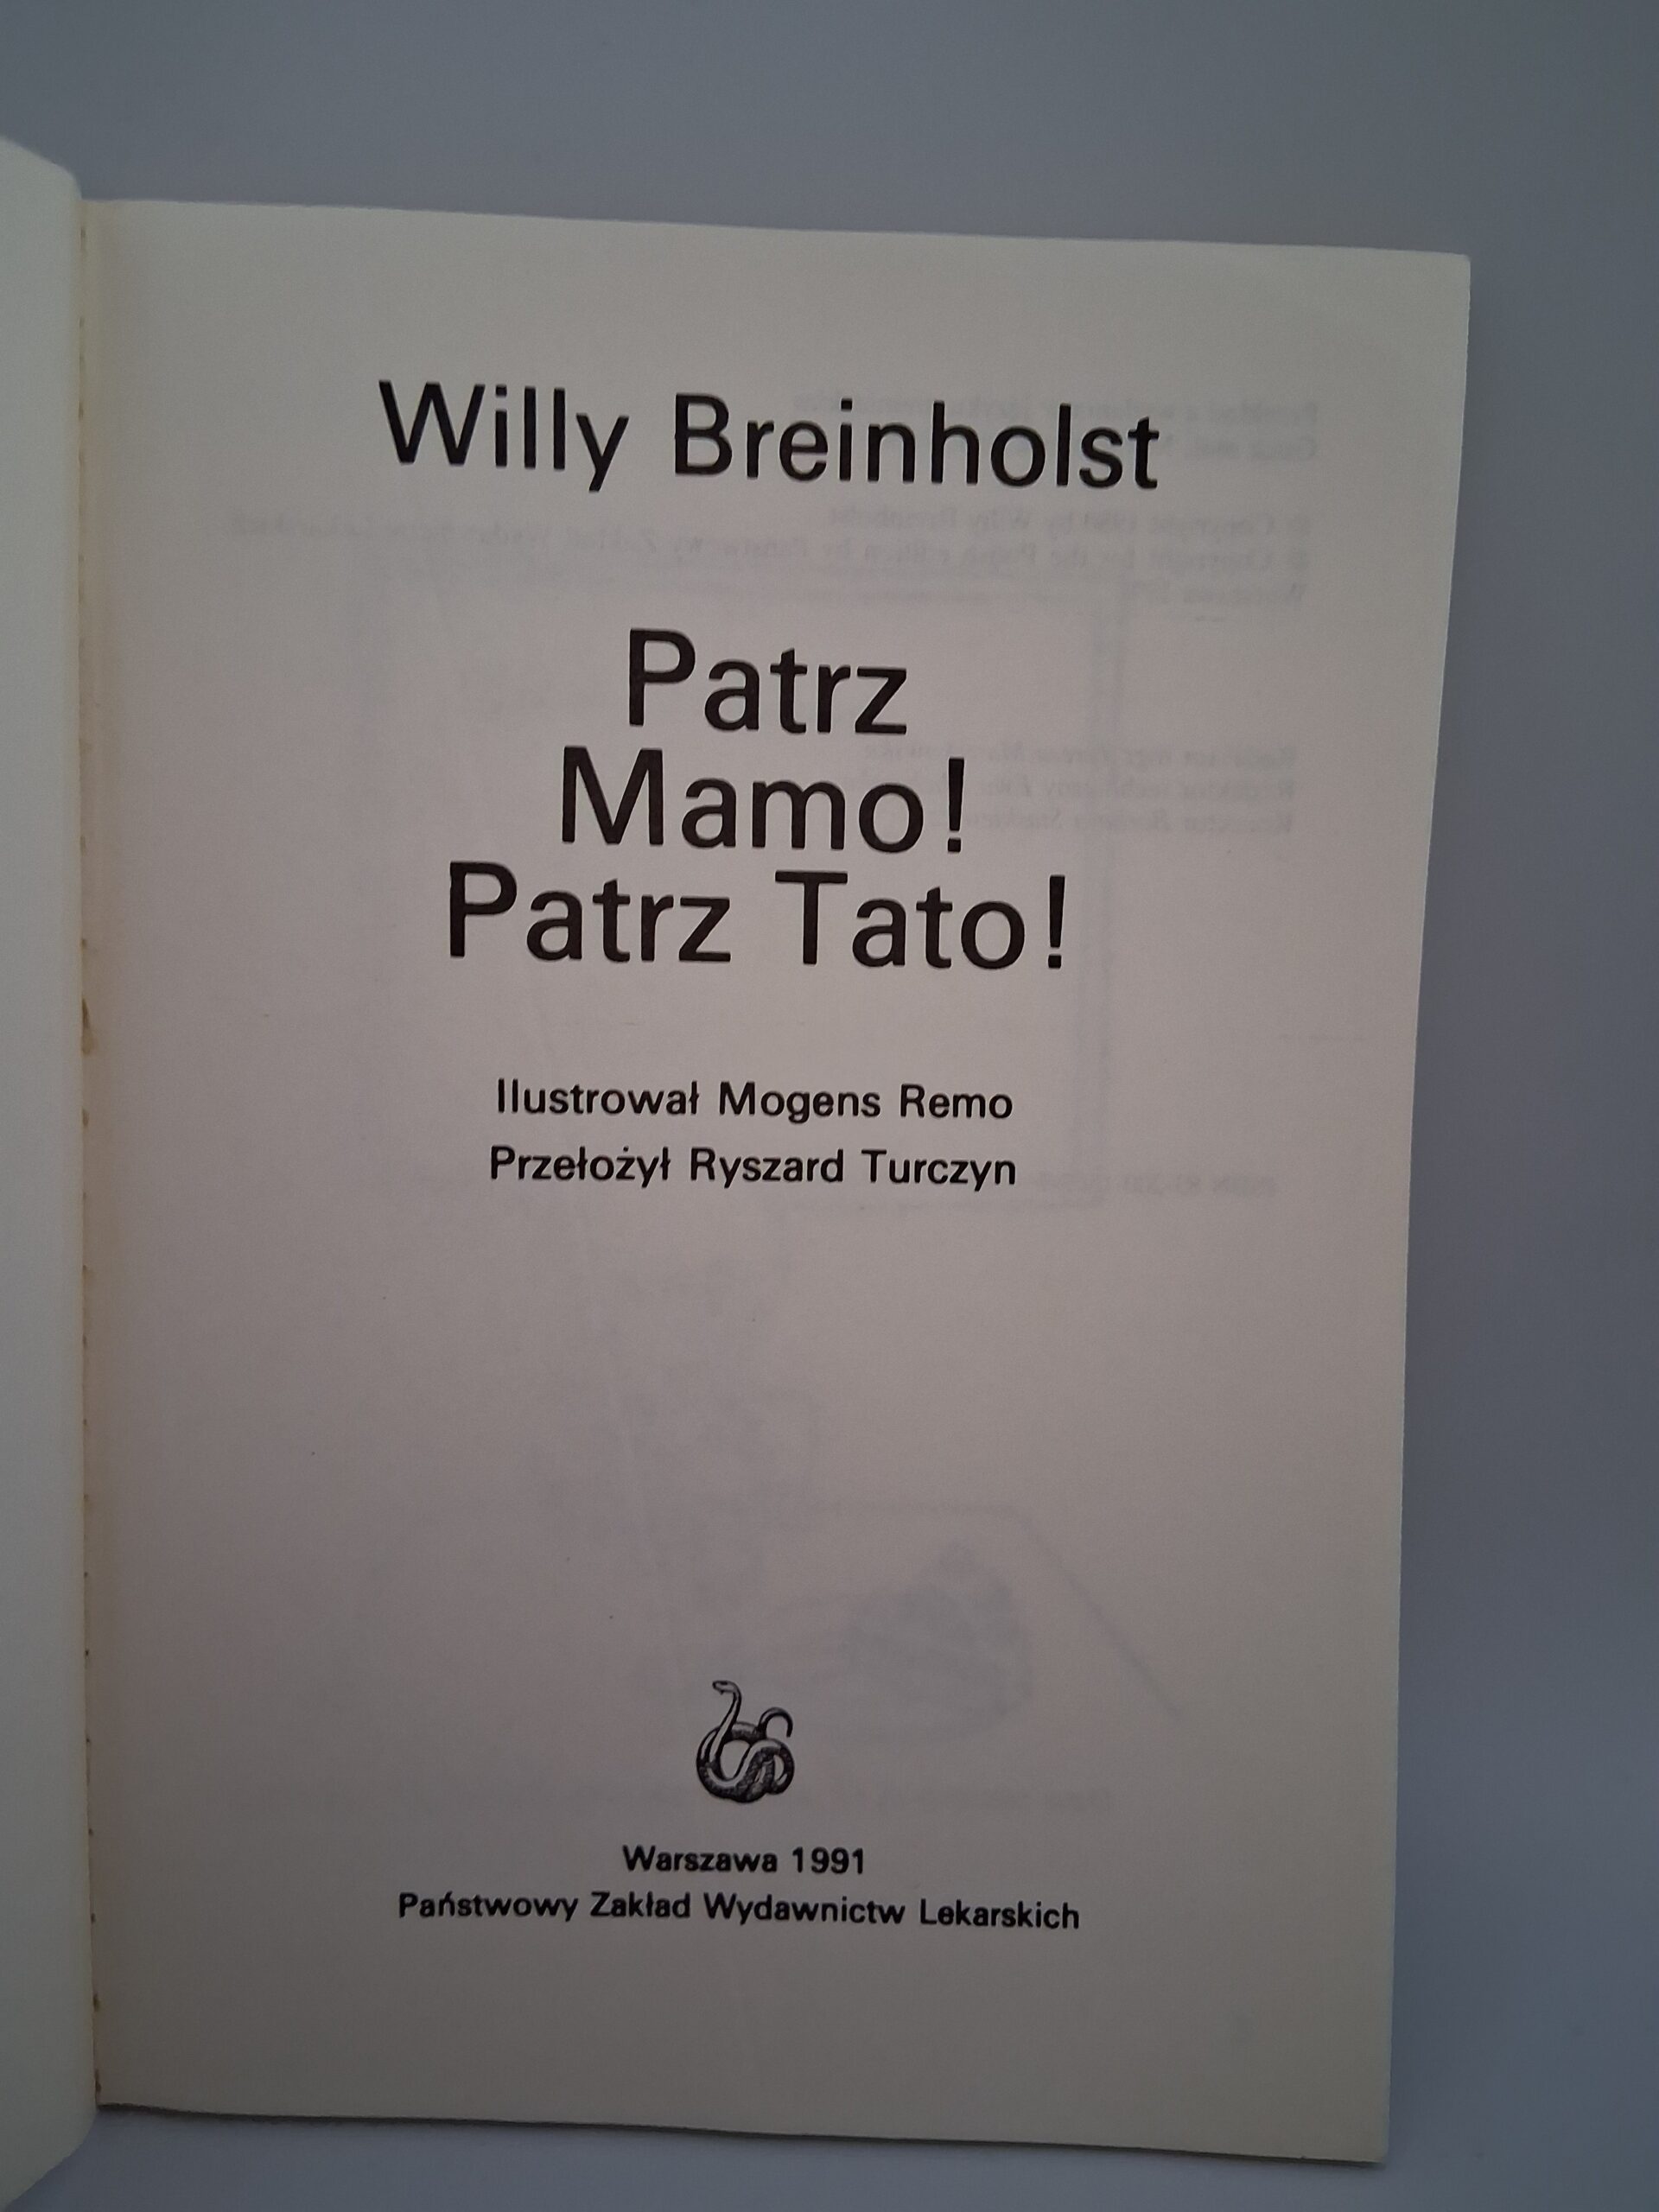 Willy Breinholst
Patrz
Mamo!
Patrz Tato!
Ilustrował Mogens Remo
Przełożył Ryszard Turczyn
Warszawa 1991
Państwowy Zakład Wydawnictw Lekarskich